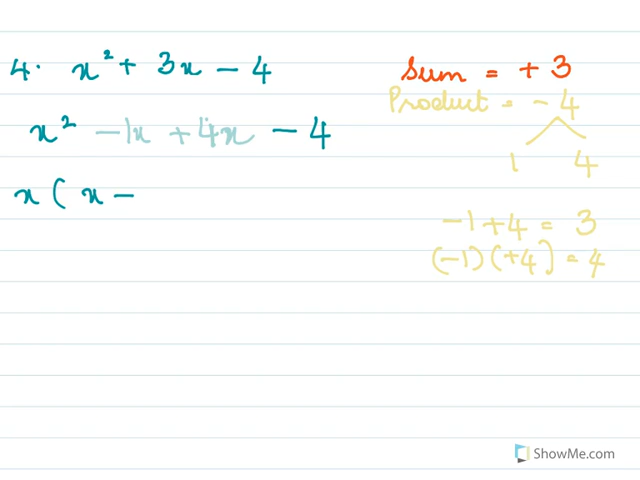 4. x² + 3x - 4
x² - 1x + 4x - 4
x ( x -
Sum = + 3
Product = - 4
1 4
-1 + 4 = 3
(-1) (+4) = 4
ShowMe.com